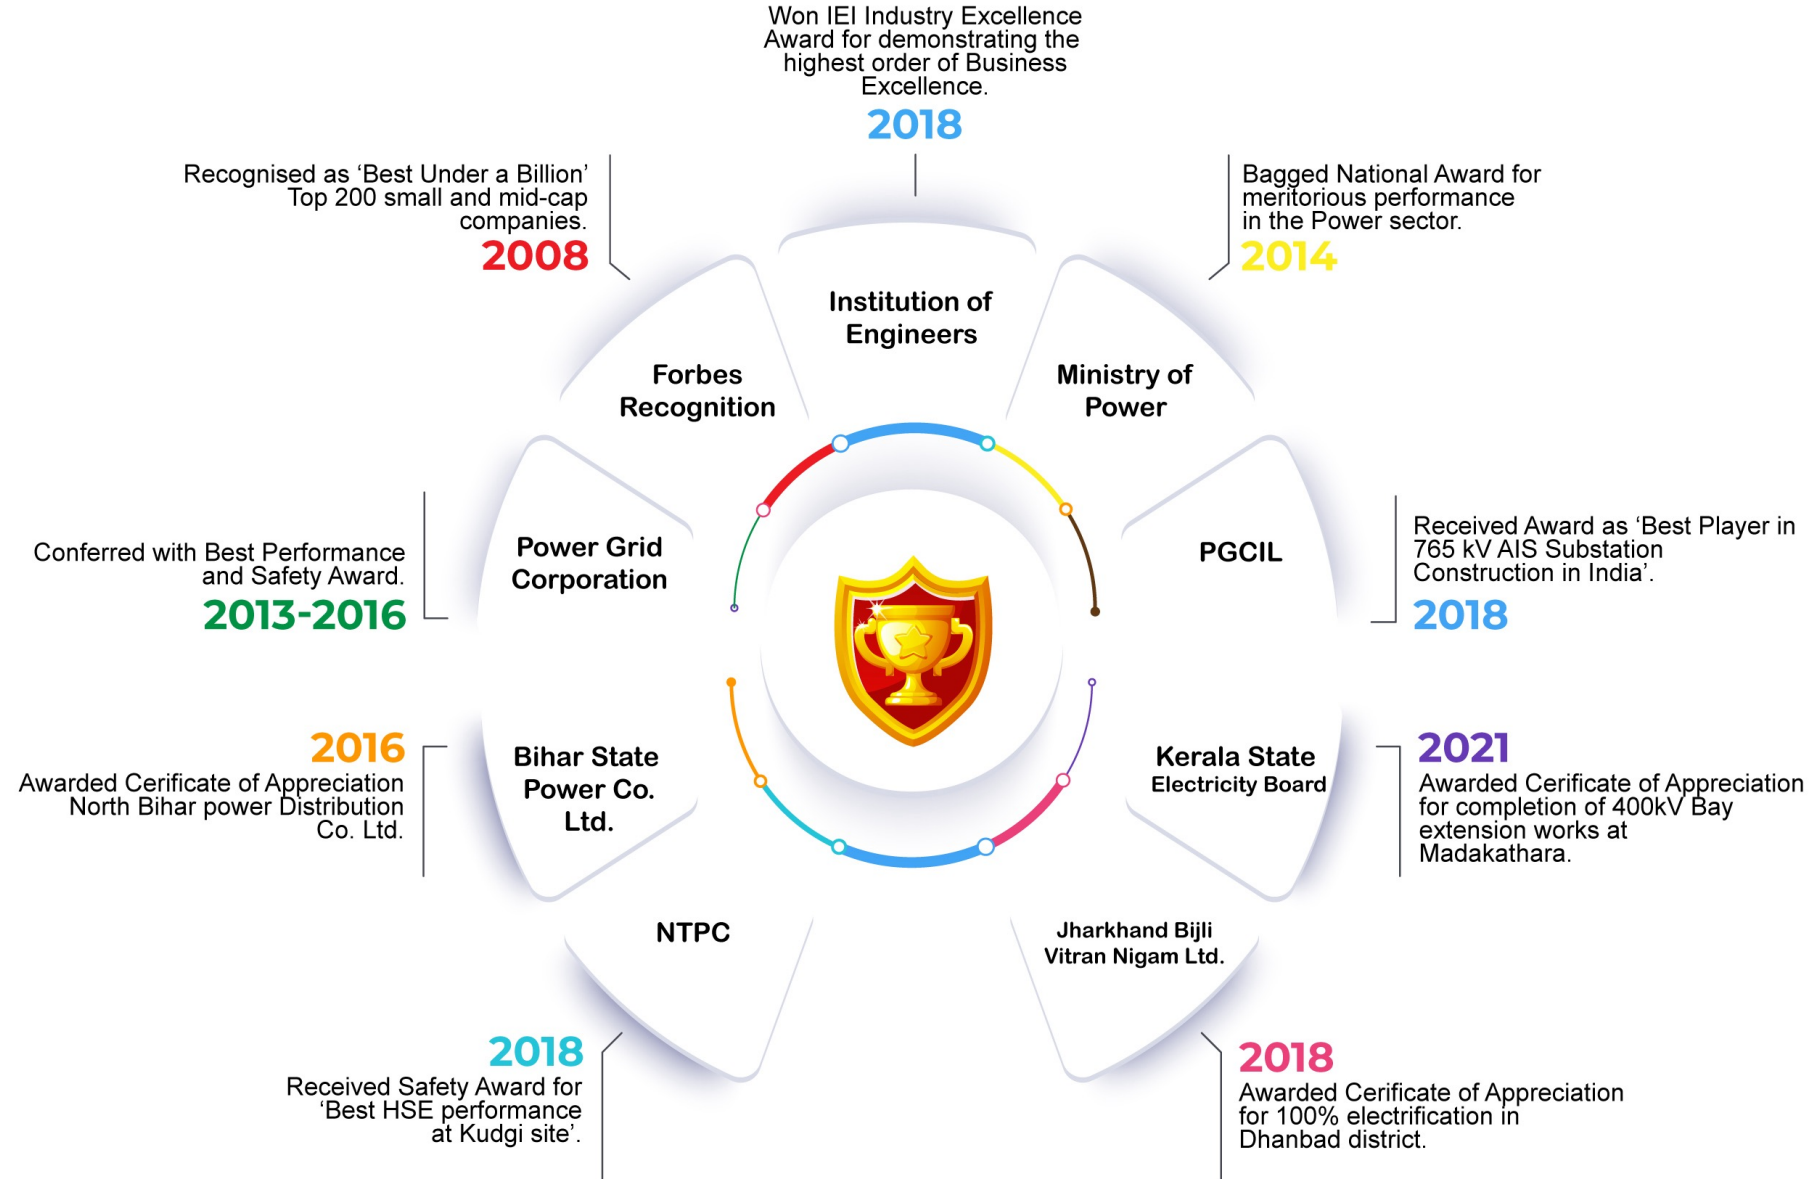 Won IEI Industry Excellence
Award for demonstrating the
highest order of Business
Excellence.
2018
Institution of
Engineers
Recognised as ‘Best Under a Billion’
Top 200 small and mid-cap
companies.
2008
Forbes
Recognition
Bagged National Award for
meritorious performance
in the Power sector.
2014
Ministry of
Power
Conferred with Best Performance
and Safety Award.
2013-2016
Power Grid
Corporation
PGCIL
Received Award as ‘Best Player in
765 kV AIS Substation
Construction in India’.
2018
2016
Awarded Cerificate of Appreciation
North Bihar power Distribution
Co. Ltd.
Bihar State
Power Co.
Ltd.
Kerala State
Electricity Board
2021
Awarded Cerificate of Appreciation
for completion of 400kV Bay
extension works at
Madakathara.
NTPC
2018
Received Safety Award for
‘Best HSE performance
at Kudgi site’.
Jharkhand Bijli
Vitran Nigam Ltd.
2018
Awarded Cerificate of Appreciation
for 100% electrification in
Dhanbad district.